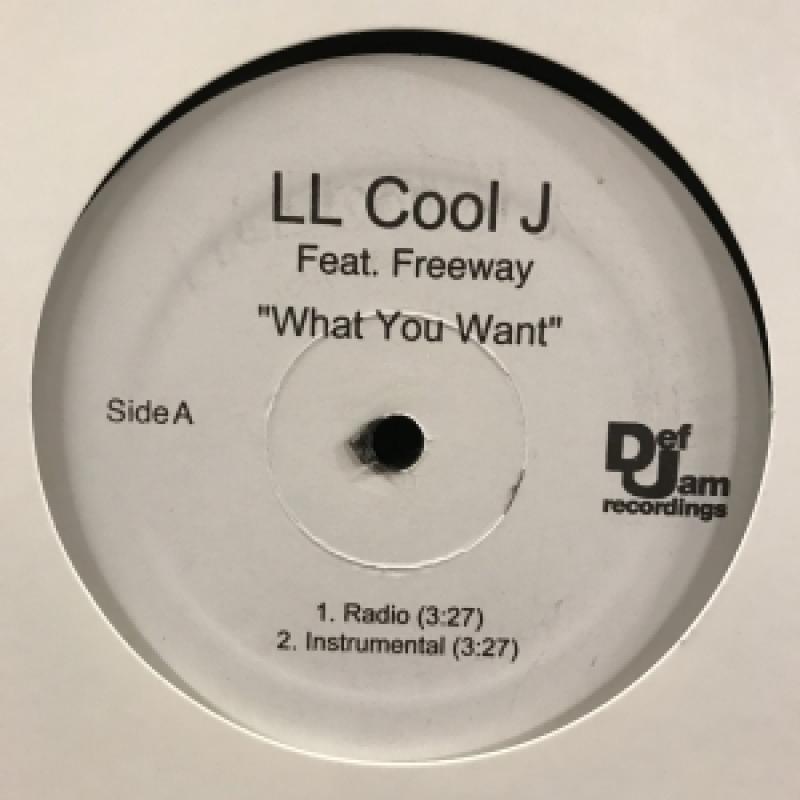 LL Cool J
Feat. Freeway
"What You Want"
Side A
Def
Jam
recordings
1. Radio (3:27)
2. Instrumental (3:27)